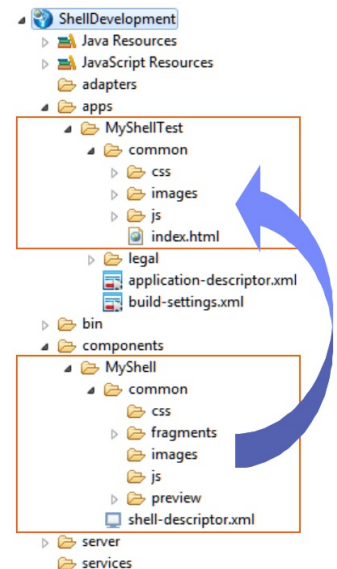 ShellDevelopment
Java Resources
JavaScript Resources
adapters
apps
MyShellTest
common
css
images
js
index.html
legal
application-descriptor.xml
build-settings.xml
bin
components
MyShell
common
css
fragments
images
js
preview
shell-descriptor.xml
server
services